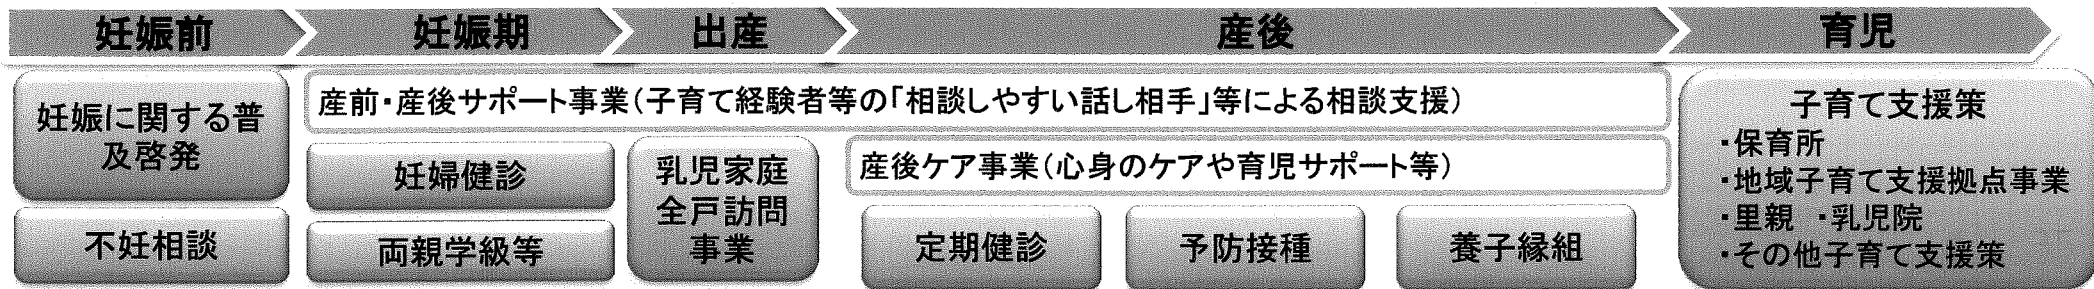 妊娠前
妊娠期
出産
産後
育児
妊娠に関する普
及啓発
不妊相談
産前・産後サポート事業(子育て経験者等の「相談しやすい話し相手」等による相談支援)
妊婦健診
両親学級等
乳児家庭
全戸訪問
事業
産後ケア事業(心身のケアや育児サポート等)
定期健診
予防接種
養子縁組
子育て支援策
・保育所
・地域子育て支援拠点事業
・里親 ・乳児院
・その他子育て支援策